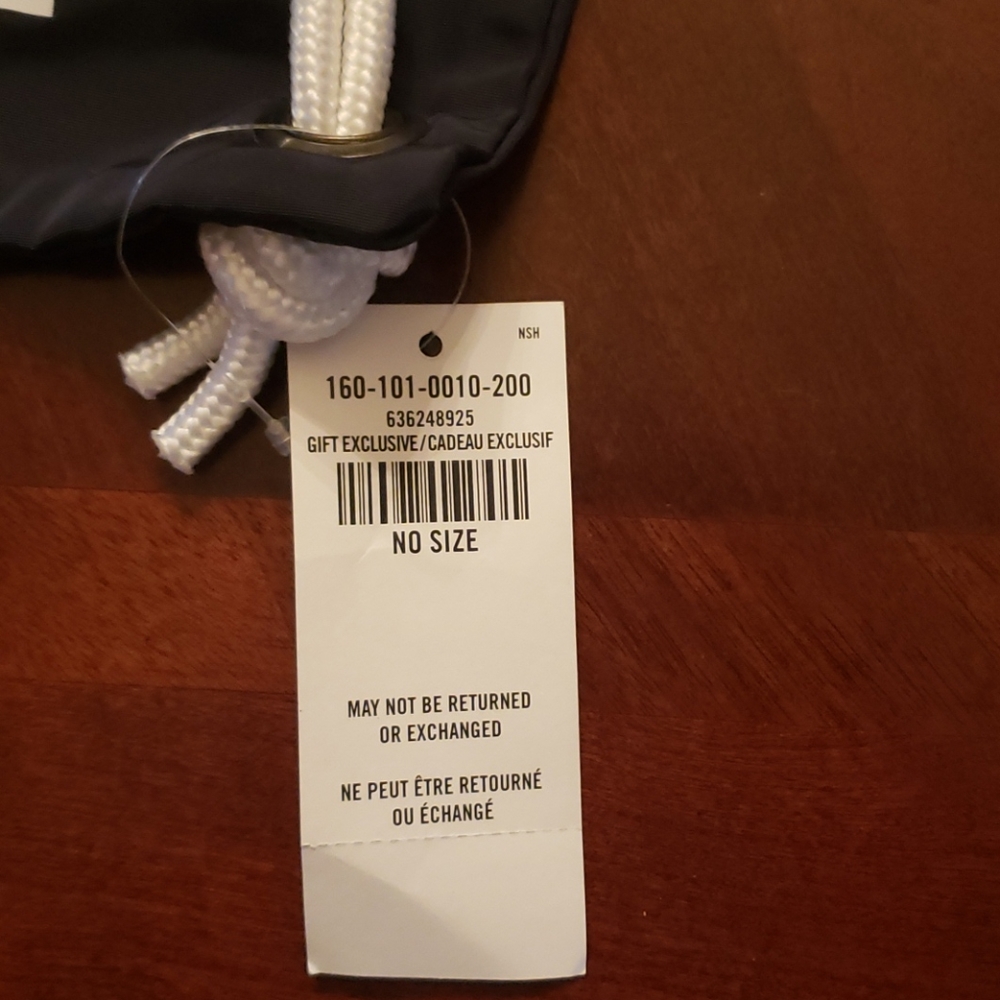 NSH
160-101-0010-200
636248925
GIFT EXCLUSIVE/CADEAU EXCLUSIF
NO SIZE
MAY NOT BE RETURNED
OR EXCHANGED
NE PEUT ÊTRE RETOURNÉ
OU ÉCHANGÉ